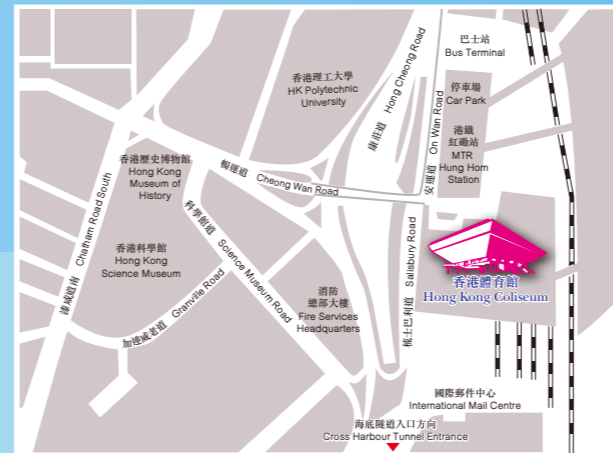 巴士站
Bus Terminal
停車場
Car Park
港鐵
紅磡站
MTR
Hung Hom
Station
安運道 On Wan Road
康莊道 Hong Cheong Road
香港理工大學
HK Polytechnic
University
香港歷史博物館
Hong Kong
Museum of
History
暢運道 Cheong Wan Road
科學館道 Science Museum Road
漆咸道南 Chatham Road South
香港科學館
Hong Kong
Science Museum
加連威老道 Granville Road
消防
總部大樓
Fire Services
Headquarters
梳士巴利道 Salisbury Road
香港體育館
Hong Kong Coliseum
國際郵件中心
International Mail Centre
海底隧道入口方向
Cross Harbour Tunnel Entrance